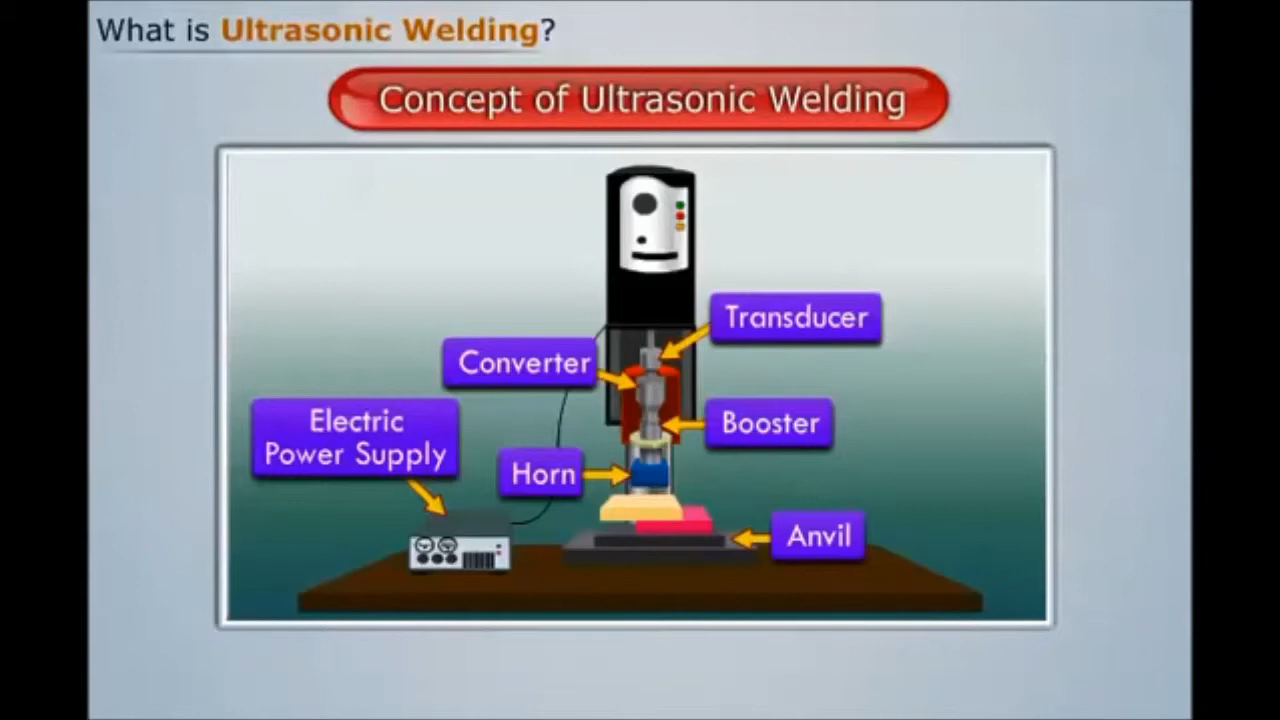 What is Ultrasonic Welding?
Concept of Ultrasonic Welding
Transducer
Converter
Electric
Power Supply
Booster
Horn
Anvil